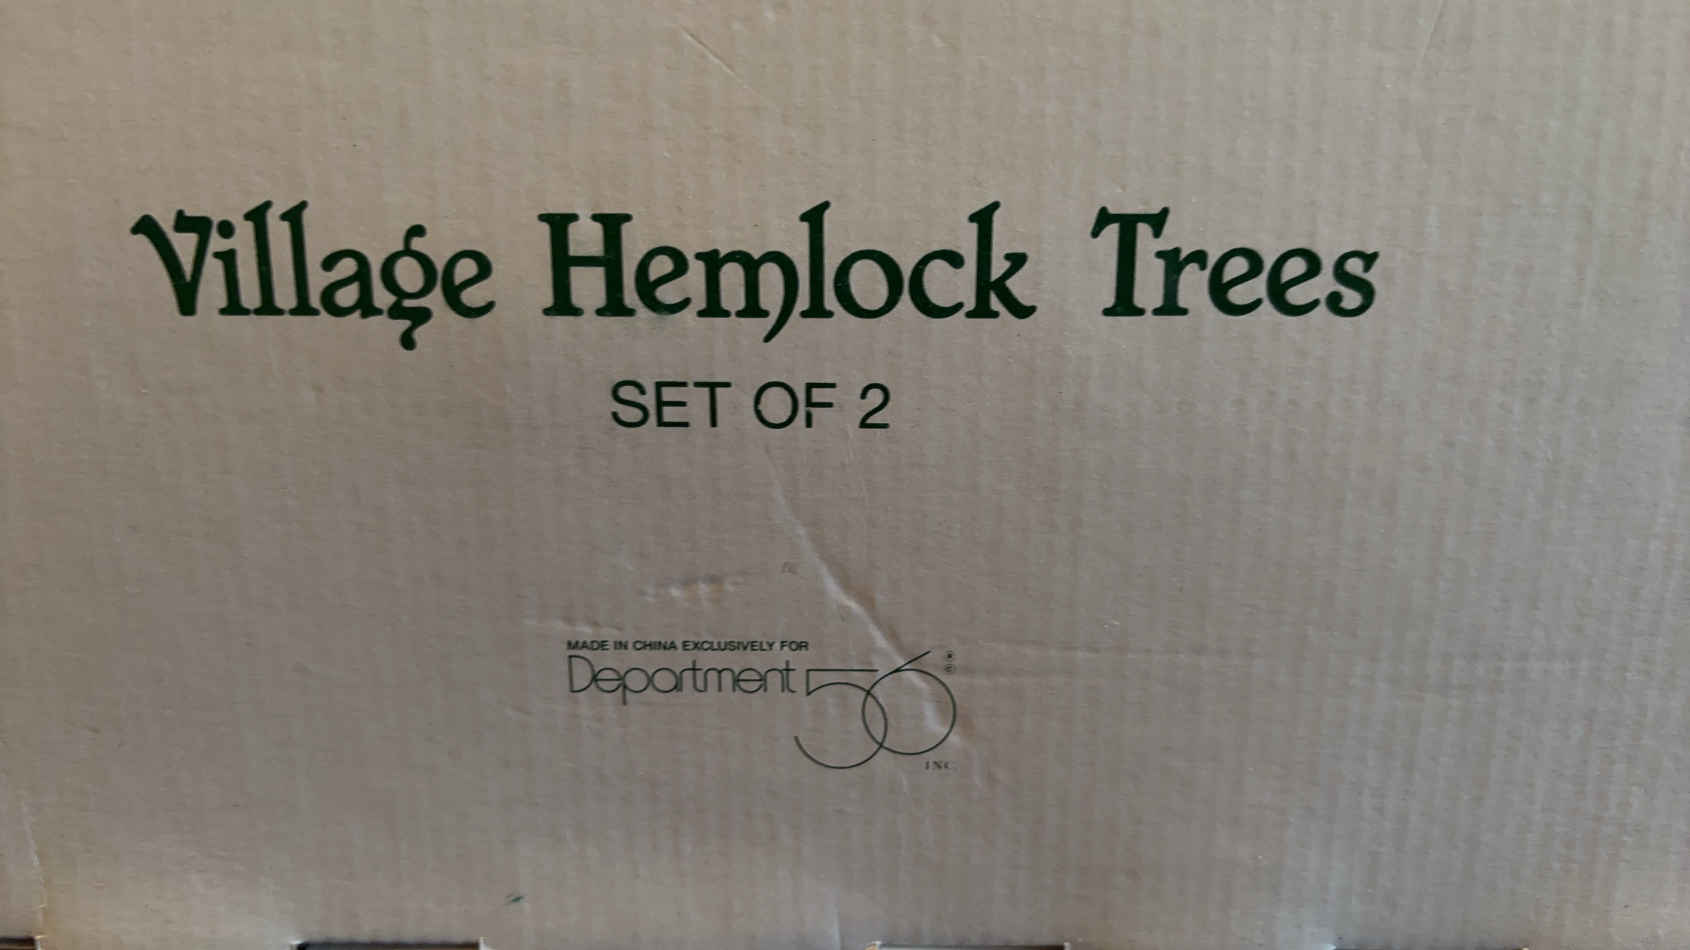 Village Hemlock Trees
SET OF 2
MADE IN CHINA EXCLUSIVELY FOR
Department 56 ® ©
INC.